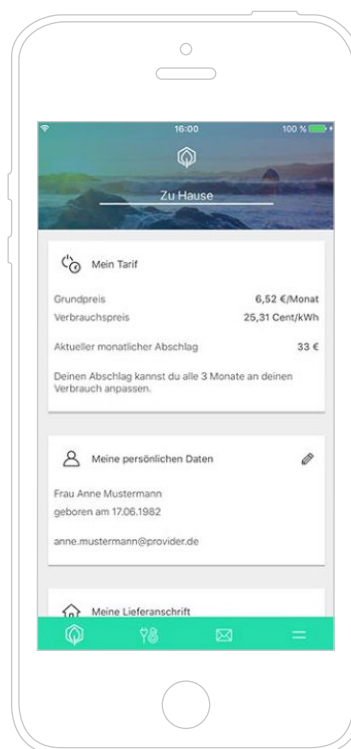 16:00 100 %
Zu Hause
Mein Tarif
Grundpreis 6,52 €/Monat
Verbrauchspreis 25,31 Cent/kWh
Aktueller monatlicher Abschlag 33 €
Deinen Abschlag kannst du alle 3 Monate an deinen
Verbrauch anpassen.
Meine persönlichen Daten
Frau Anne Mustermann
geboren am 17.06.1982
anne.mustermann@provider.de
Meine Lieferanschrift